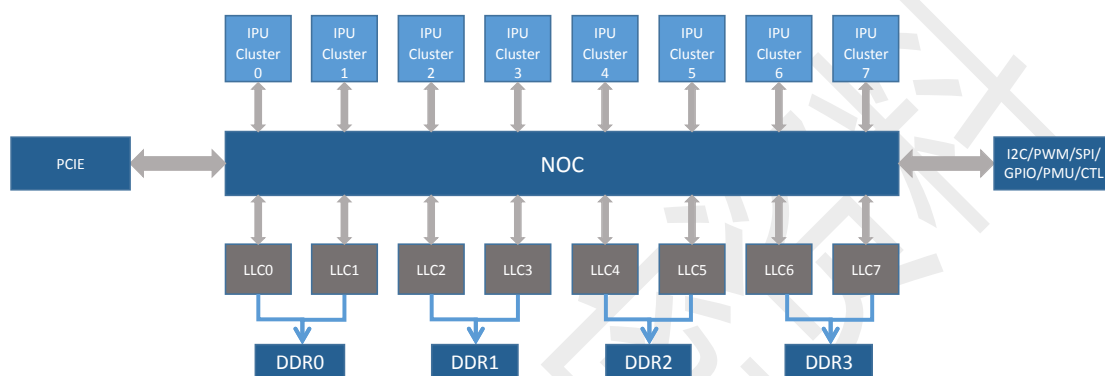 IPU
Cluster
0
IPU
Cluster
1
IPU
Cluster
2
IPU
Cluster
3
IPU
Cluster
4
IPU
Cluster
5
IPU
Cluster
6
IPU
Cluster
7
PCIE
NOC
I2C/PWM/SPI/
GPIO/PMU/CTL
LLC0
LLC1
LLC2
LLC3
LLC4
LLC5
LLC6
LLC7
DDR0
DDR1
DDR2
DDR3